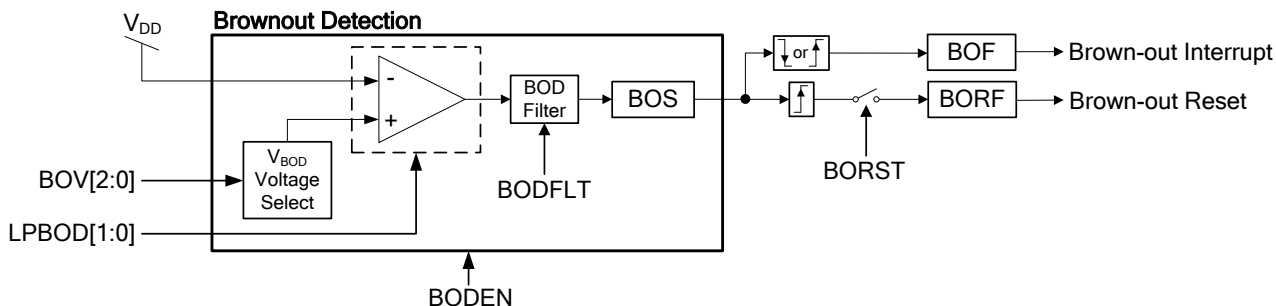 Brownout Detection
VDD
BOV[2:0]
LPBOD[1:0]
-
+
VBOD
Voltage
Select
BOD
Filter
BODFLT
BOS
BODEN
or
BOF
Brown-out Interrupt
BORST
BORF
Brown-out Reset